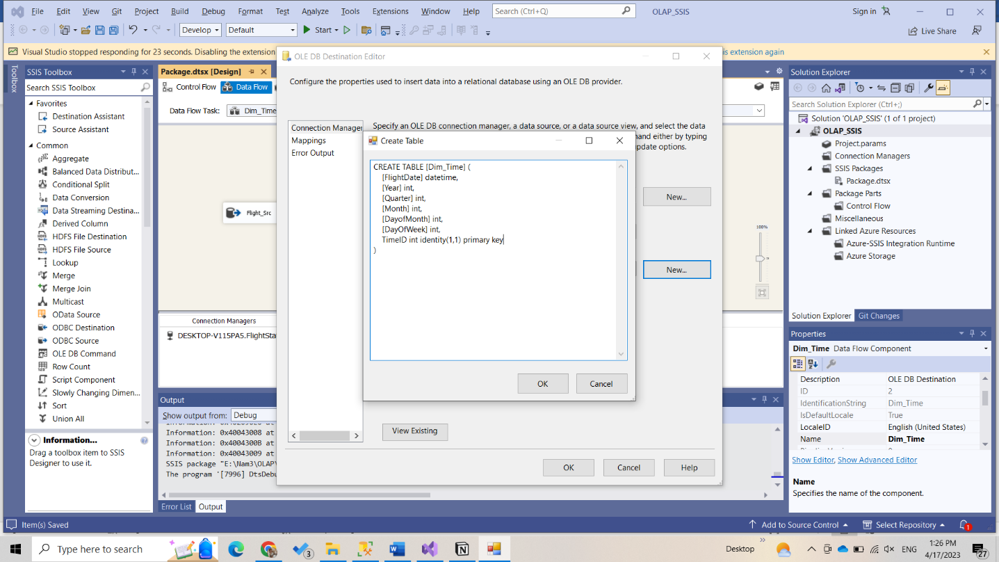 File Edit View Git Project Build Debug Format Test Analyze Tools Extensions Window Help Search (Ctrl+Q) OLAP_SSIS Sign in
Develop Default Start Live Share
Visual Studio stopped responding for 23 seconds. Disabling the extension
is extension again
Toolbox
SSIS Toolbox
Search SSIS Toolbox
Favorites
Destination Assistant
Source Assistant
Common
Aggregate
Balanced Data Distribut...
Conditional Split
Data Conversion
Data Streaming Destina...
Derived Column
HDFS File Destination
HDFS File Source
Lookup
Merge
Merge Join
Multicast
OData Source
ODBC Destination
ODBC Source
OLE DB Command
Row Count
Script Component
Slowly Changing Dimen...
Sort
Union All
Information...
Drag a toolbox item to SSIS
Designer to use it.
Package.dtsx [Design]
Control Flow Data Flow
Data Flow Task: Dim_Time
Flight_Src
100%
Connection Managers
DESKTOP-V115PA5.FlightSta
Output
Show output from: Debug
Information: 0x40043008 at
Information: 0x4004300B at
Information: 0x40043009 at
SSIS package "E:\Nam3\OLAP\
The program '[7996] DtsDebu
Error List Output
OLE DB Destination Editor
Configure the properties used to insert data into a relational database using an OLE DB provider.
Connection Manager
Mappings
Error Output
Specify an OLE DB connection manager, a data source, or a data source view, and select the data
mand either by typing
update options.
New...
New...
View Existing
OK Cancel Help
Create Table
CREATE TABLE [Dim_Time] (
[FlightDate] datetime,
[Year] int,
[Quarter] int,
[Month] int,
[DayofMonth] int,
[DayOfWeek] int,
TimeID int identity(1,1) primary key
)
OK Cancel
Solution Explorer
Search Solution Explorer (Ctrl+;)
Solution 'OLAP_SSIS' (1 of 1 project)
OLAP_SSIS
Project.params
Connection Managers
SSIS Packages
Package.dtsx
Package Parts
Control Flow
Miscellaneous
Linked Azure Resources
Azure-SSIS Integration Runtime
Azure Storage
Solution Explorer Git Changes
Properties
Dim_Time Data Flow Component
Description OLE DB Destination
ID 2
IdentificationString Dim_Time
IsDefaultLocale True
LocaleID English (United States)
Name Dim_Time
Show Editor, Show Advanced Editor
Name
Specifies the name of the component.
Item(s) Saved Add to Source Control Select Repository 1
Type here to search 3 Desktop ENG 1:26 PM
4/17/2023 27